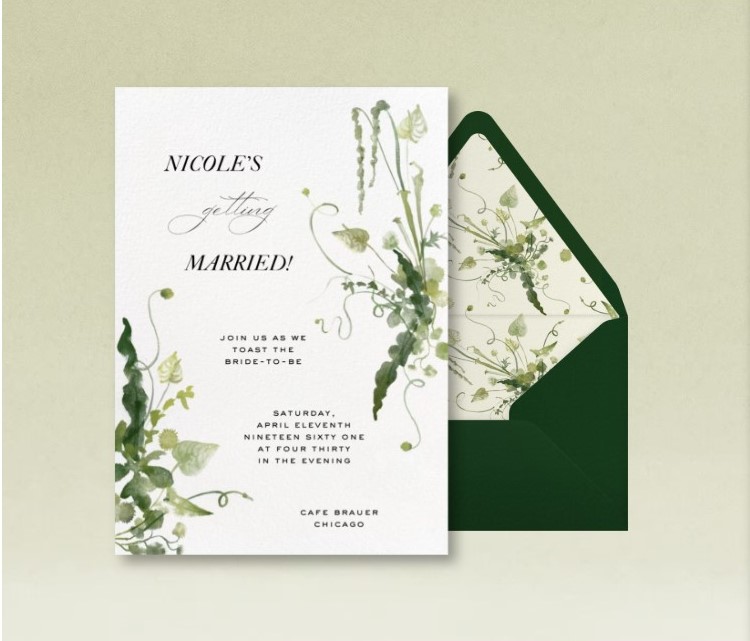 NICOLE'S
getting
MARRIED!
JOIN US AS WE
TOAST THE
BRIDE-TO-BE
SATURDAY,
APRIL ELEVENTH
NINETEEN SIXTY ONE
AT FOUR THIRTY
IN THE EVENING
CAFE BRAUER
CHICAGO